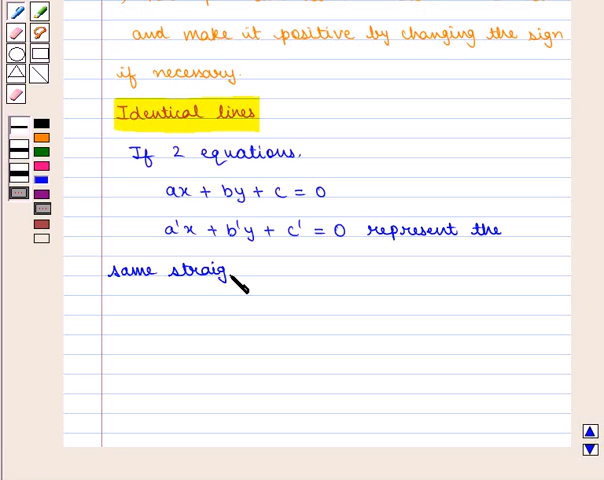 and make it positive by changing the sign
if necesary.
Identical lines
If 2 equations.
ax + by + c = 0
a'x + b'y + c' = 0 represent the
same straig